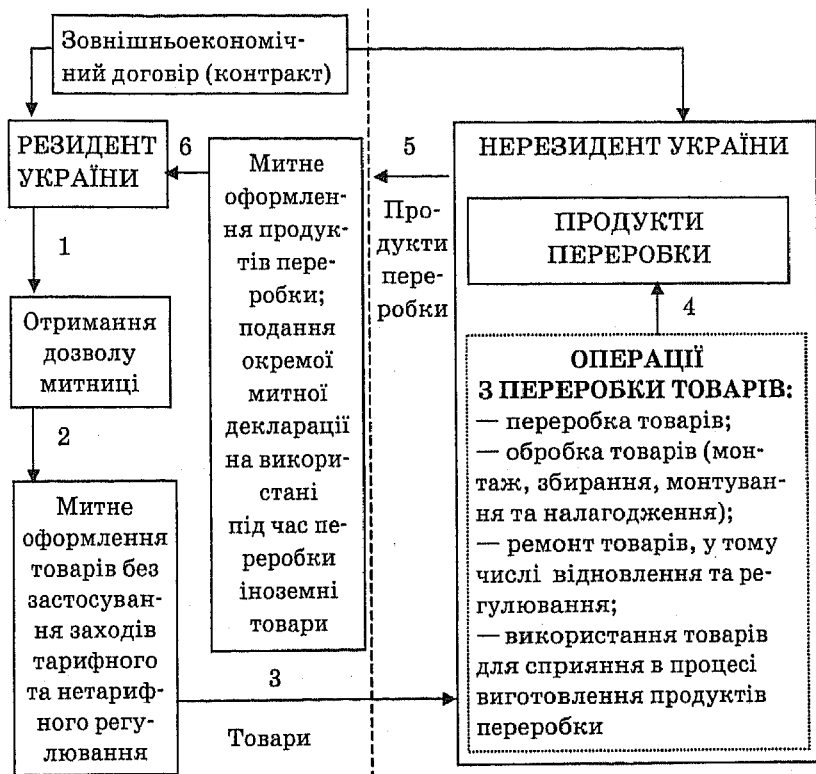 Зовнішньоекономіч-
ний договір (контракт)
РЕЗИДЕНТ
УКРАЇНИ
1
Отримання
дозволу
митниці
2
Митне
оформлення
товарів без
застосуван-
ня заходів
тарифного
та нетариф-
ного регу-
лювання
3
Товари
НЕРЕЗИДЕНТ УКРАЇНИ
ПРОДУКТИ
ПЕРЕРОБКИ
4
ОПЕРАЦІЇ
З ПЕРЕРОБКИ ТОВАРІВ:
— переробка товарів;
— обробка товарів (мон-
таж, збирання, монтуван-
ня та налагодження);
— ремонт товарів, у тому
числі відновлення та ре-
гулювання;
— використання товарів
для сприяння в процесі
виготовлення продуктів
переробки
5
Про-
дукти
пере-
робки
6
Митне
оформлен-
ня продук-
тів пере-
робки;
подання
окремої
митної
декларації
на викори-
стані
під час пе-
реробки
іноземні
товари